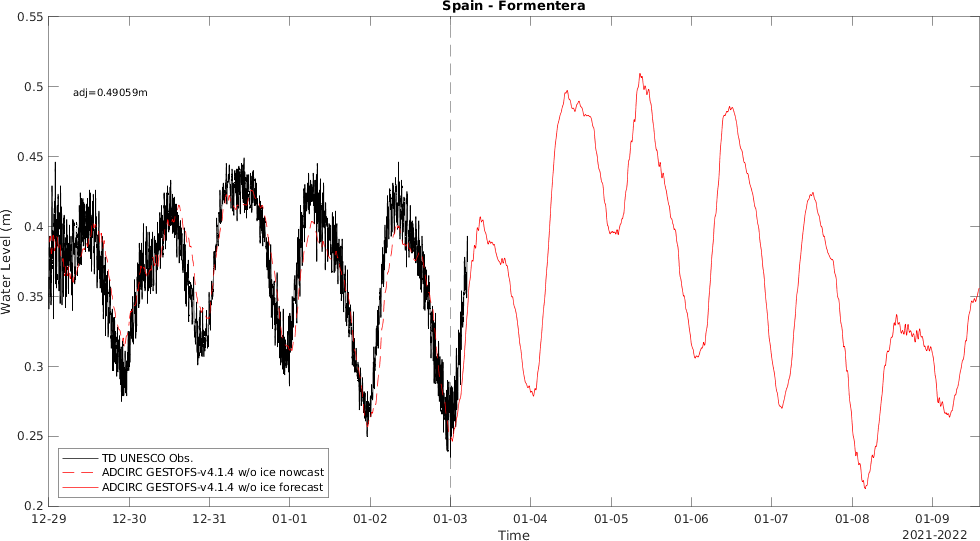 Spain - Formentera
0.55
0.5
0.45
0.4
0.35
0.3
0.25
0.2
Water Level (m)
adj=0.49059m
TD UNESCO Obs.
ADCIRC GESTOFS-v4.1.4 w/o ice nowcast
ADCIRC GESTOFS-v4.1.4 w/o ice forecast
12-29 12-30 12-31 01-01 01-02 01-03 01-04 01-05 01-06 01-07 01-08 01-09
Time
2021-2022